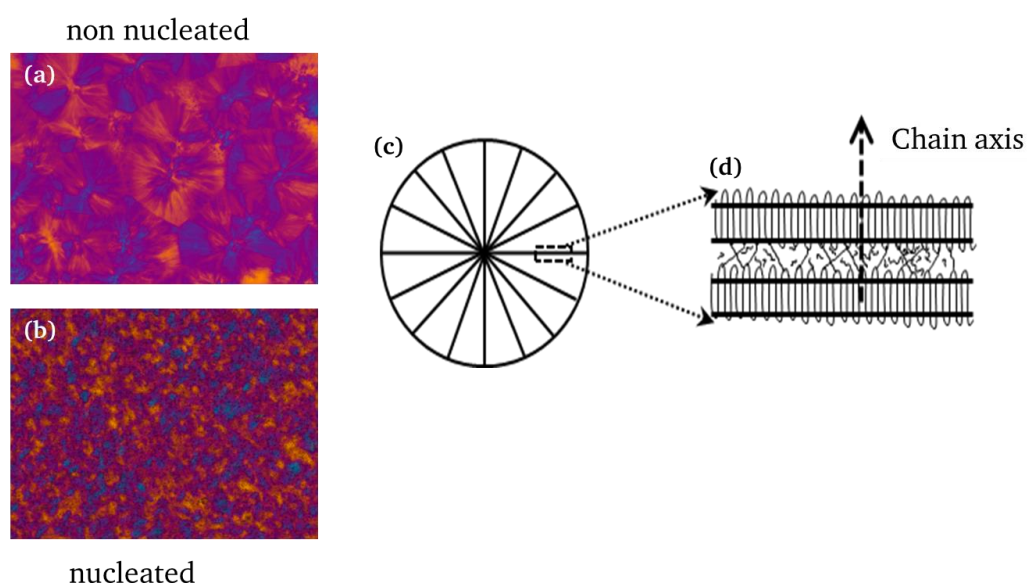 non nucleated
(a)
(b)
nucleated
(c)
(d)
Chain axis